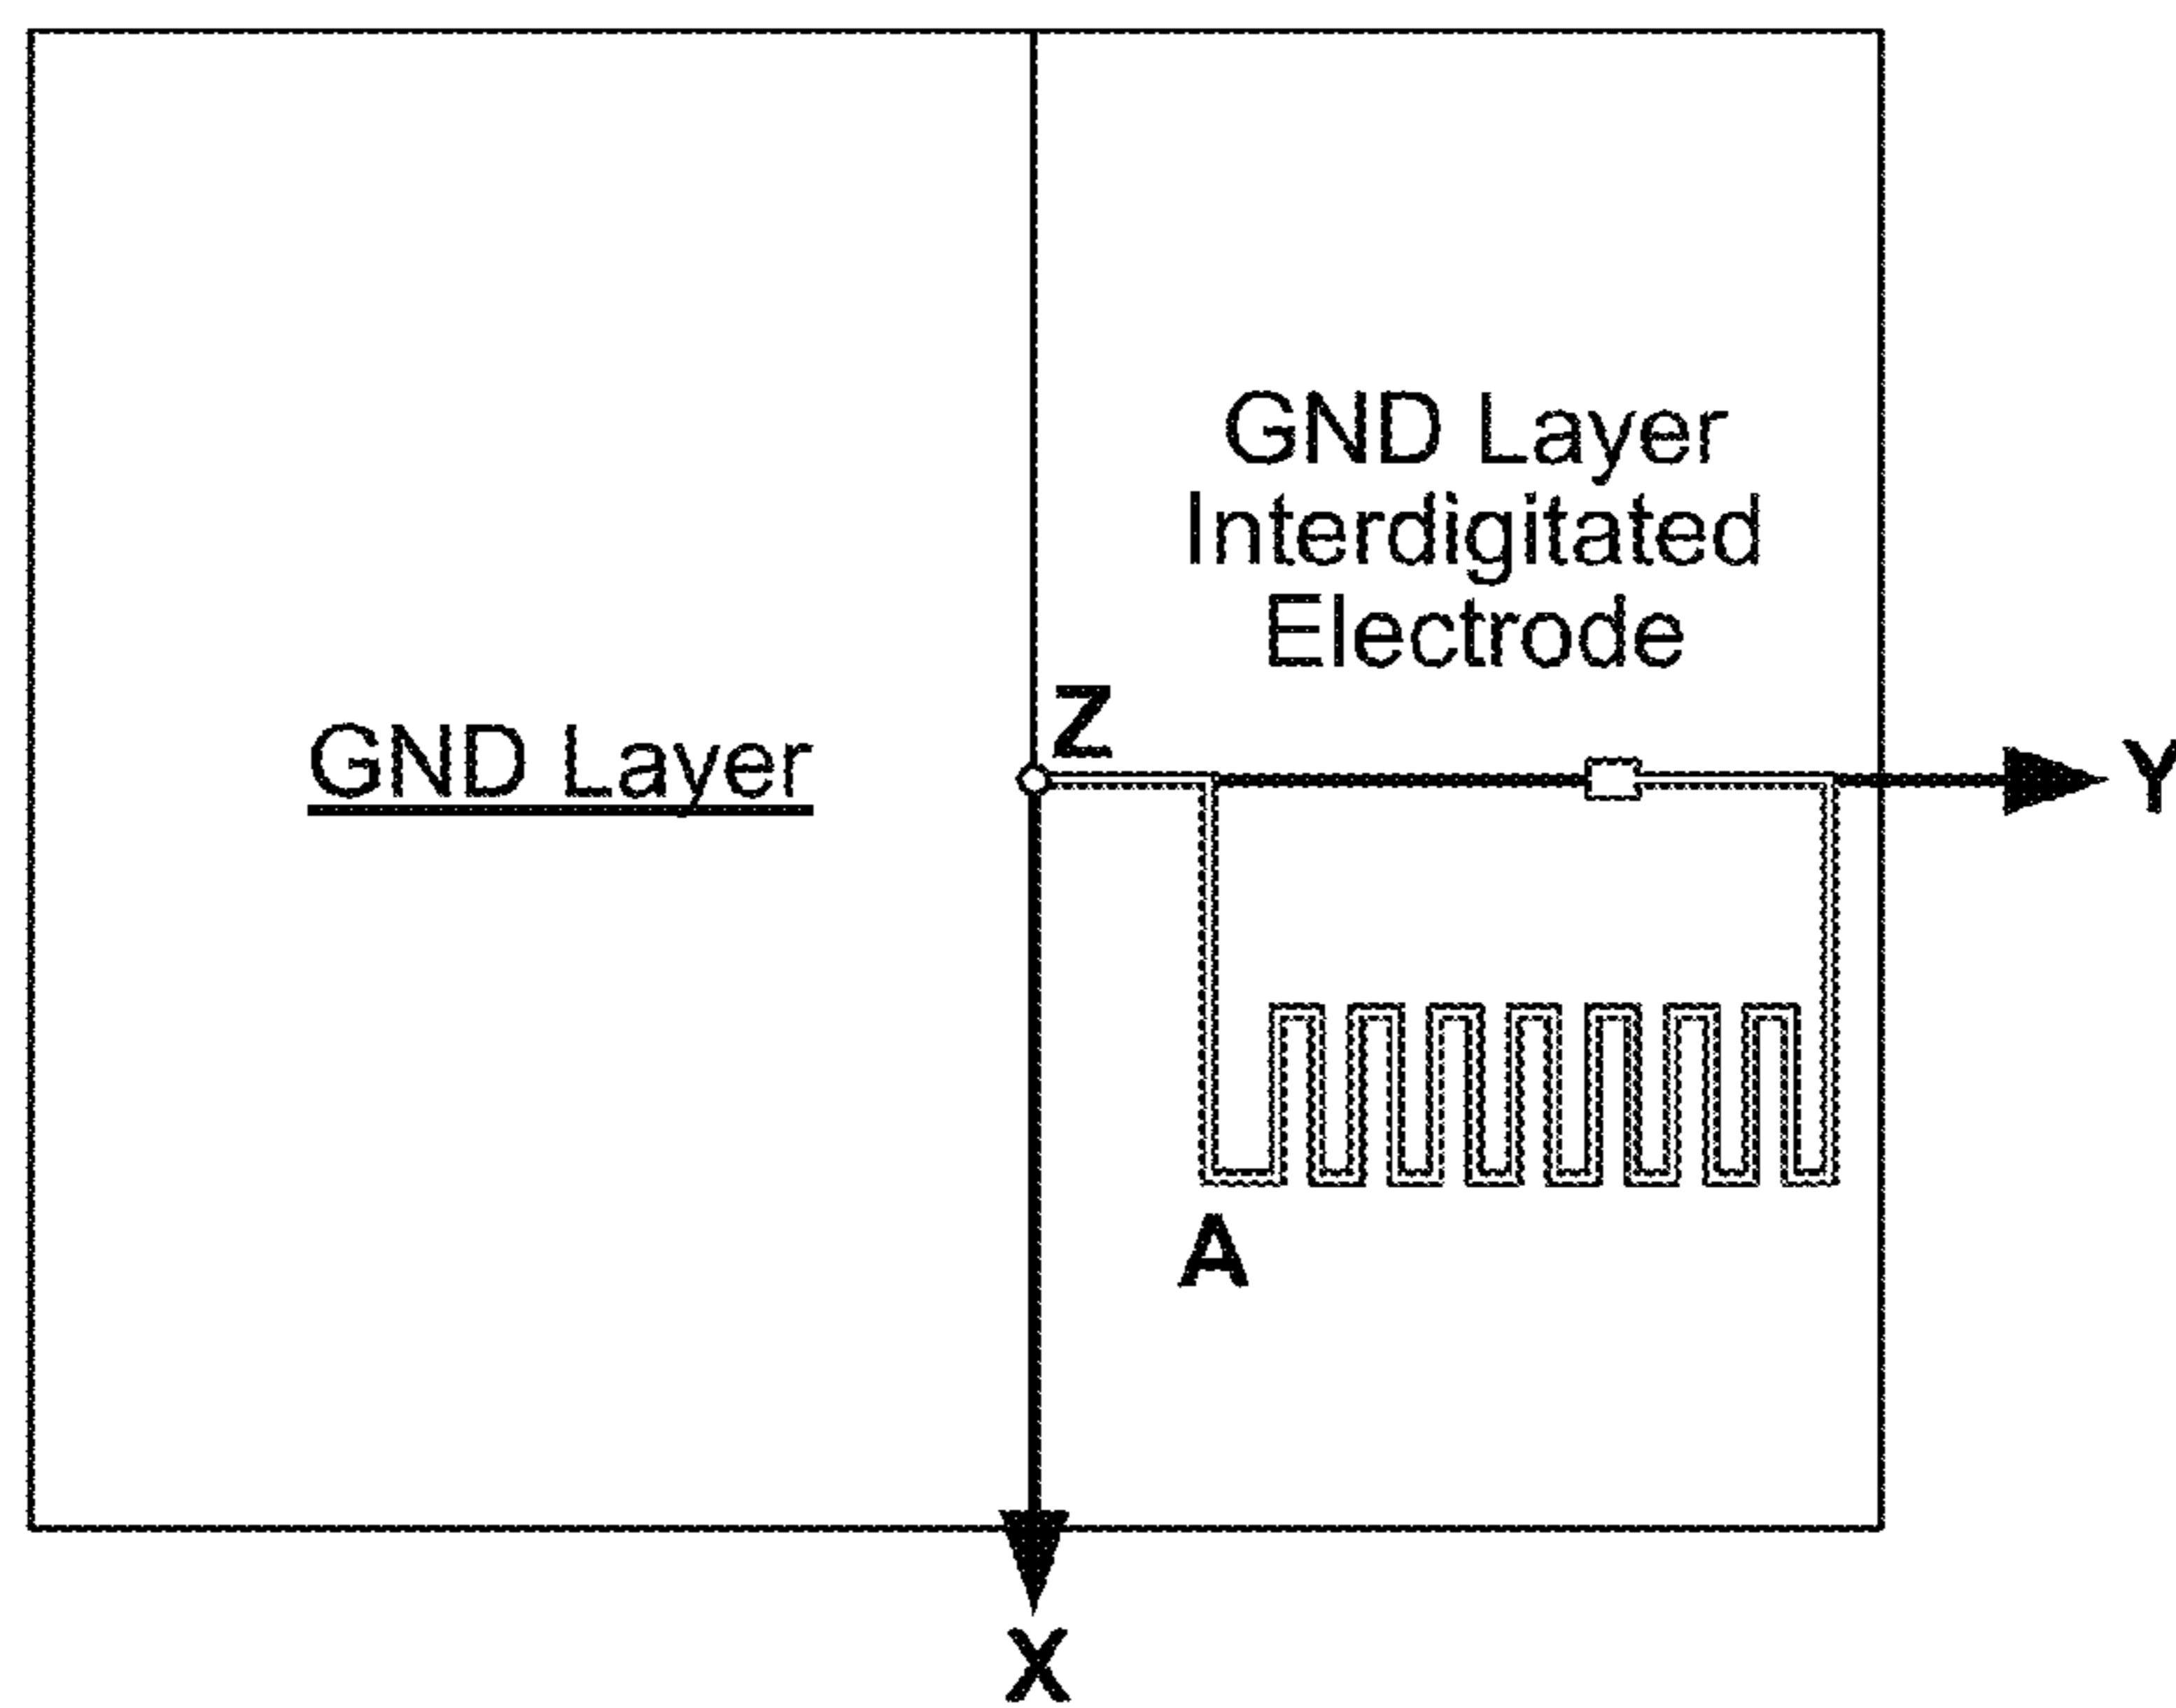 GND Layer
Interdigitated
Electrode
Z
GND Layer
Y
A
X